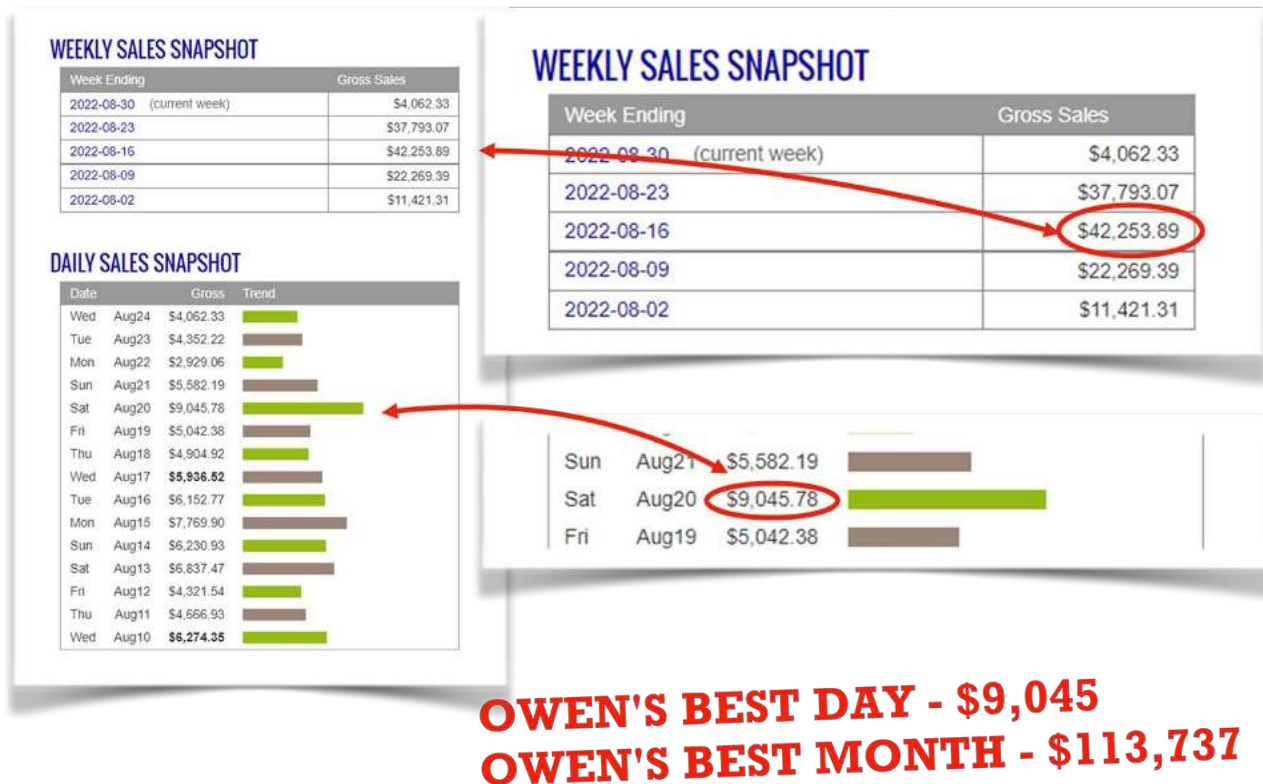 WEEKLY SALES SNAPSHOT
Week Ending Gross Sales
2022-08-30 (current week) $4,062.33
2022-08-23 $37,793.07
2022-08-16 $42,253.89
2022-08-09 $22,269.39
2022-08-02 $11,421.31
DAILY SALES SNAPSHOT
Date Gross Trend
Wed Aug24 $4,062.33
Tue Aug23 $4,352.22
Mon Aug22 $2,929.06
Sun Aug21 $5,582.19
Sat Aug20 $9,045.78
Fri Aug19 $5,042.38
Thu Aug18 $4,904.92
Wed Aug17 $5,936.52
Tue Aug16 $6,152.77
Mon Aug15 $7,769.90
Sun Aug14 $6,230.93
Sat Aug13 $6,837.47
Fri Aug12 $4,321.54
Thu Aug11 $4,666.93
Wed Aug10 $6,274.35
WEEKLY SALES SNAPSHOT
Week Ending Gross Sales
2022-08-30 (current week) $4,062.33
2022-08-23 $37,793.07
2022-08-16 $42,253.89
2022-08-09 $22,269.39
2022-08-02 $11,421.31
Sun Aug21 $5,582.19
Sat Aug20 $9,045.78
Fri Aug19 $5,042.38
OWEN'S BEST DAY - $9,045
OWEN'S BEST MONTH - $113,737